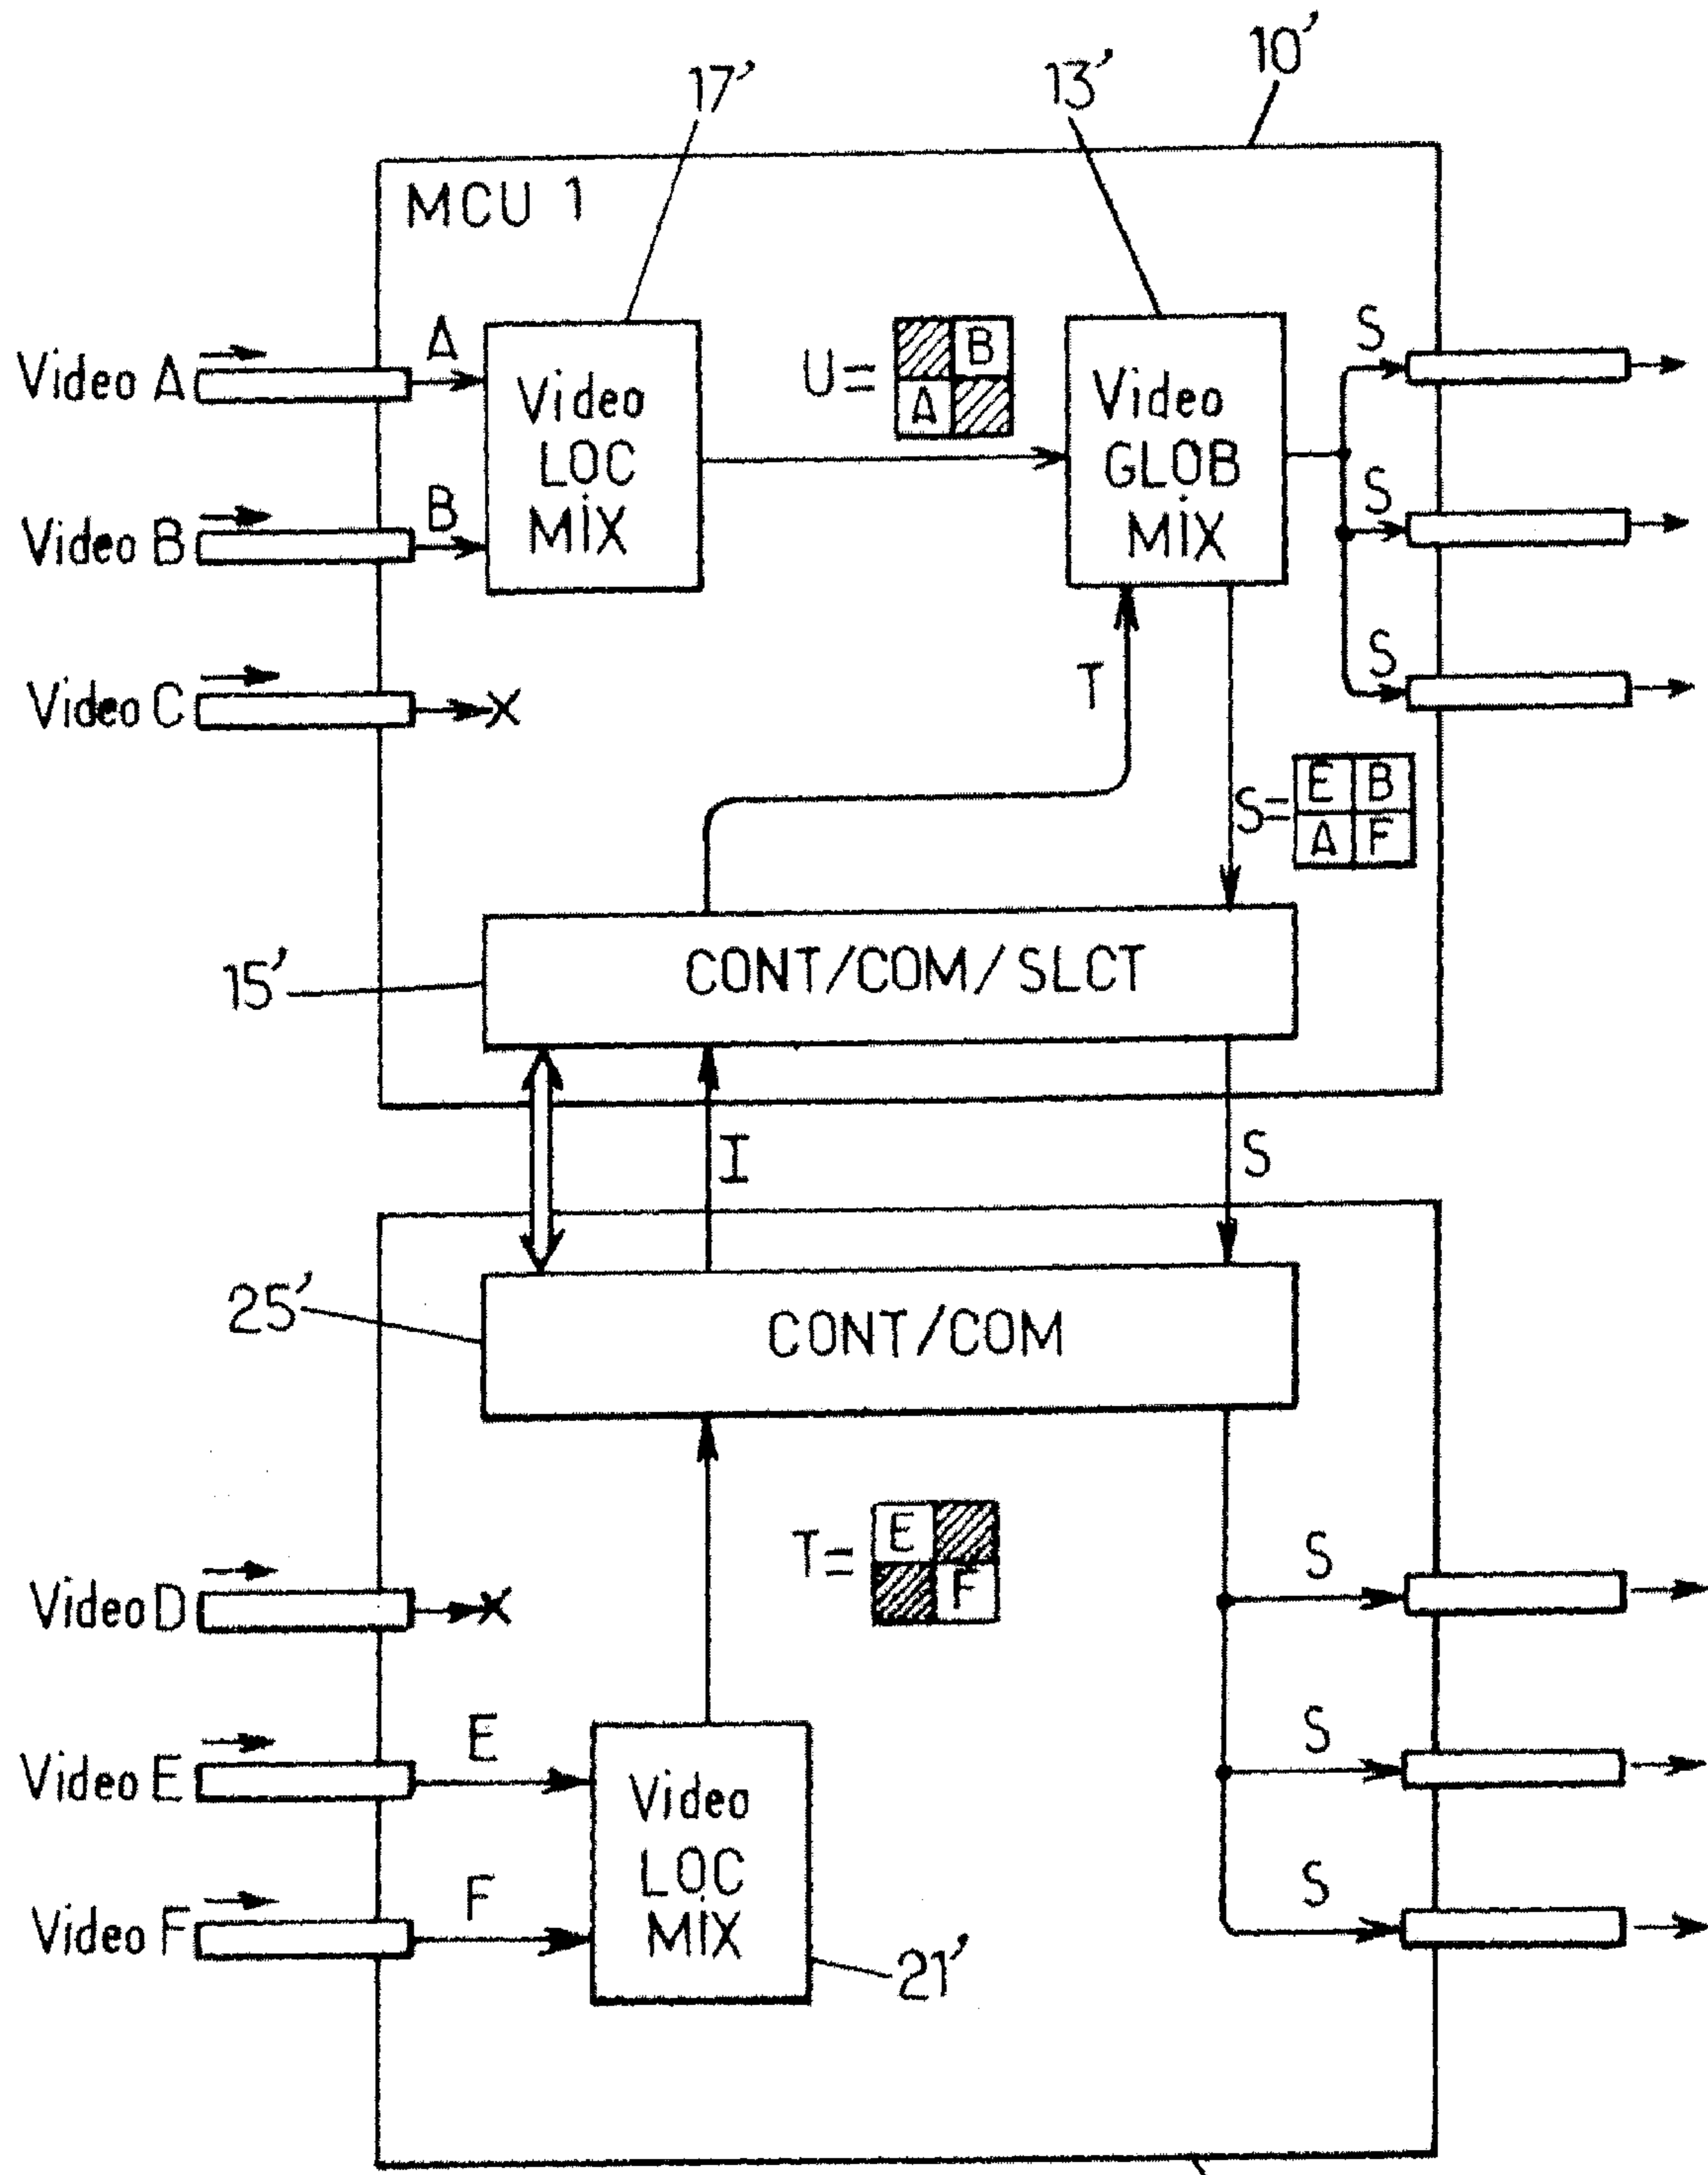 17'
13'
10'
MCU 1
Video A
A
Video
LOC
MIX
U=
B
A
Video
GLOB
MIX
S
Video B
B
S
Video C
T
S
S=
E B
A F
15'
CONT/COM/SLCT
I
S
25'
CONT/COM
T=
E
F
Video D
S
Video E
E
Video
LOC
MIX
S
Video F
F
S
21'